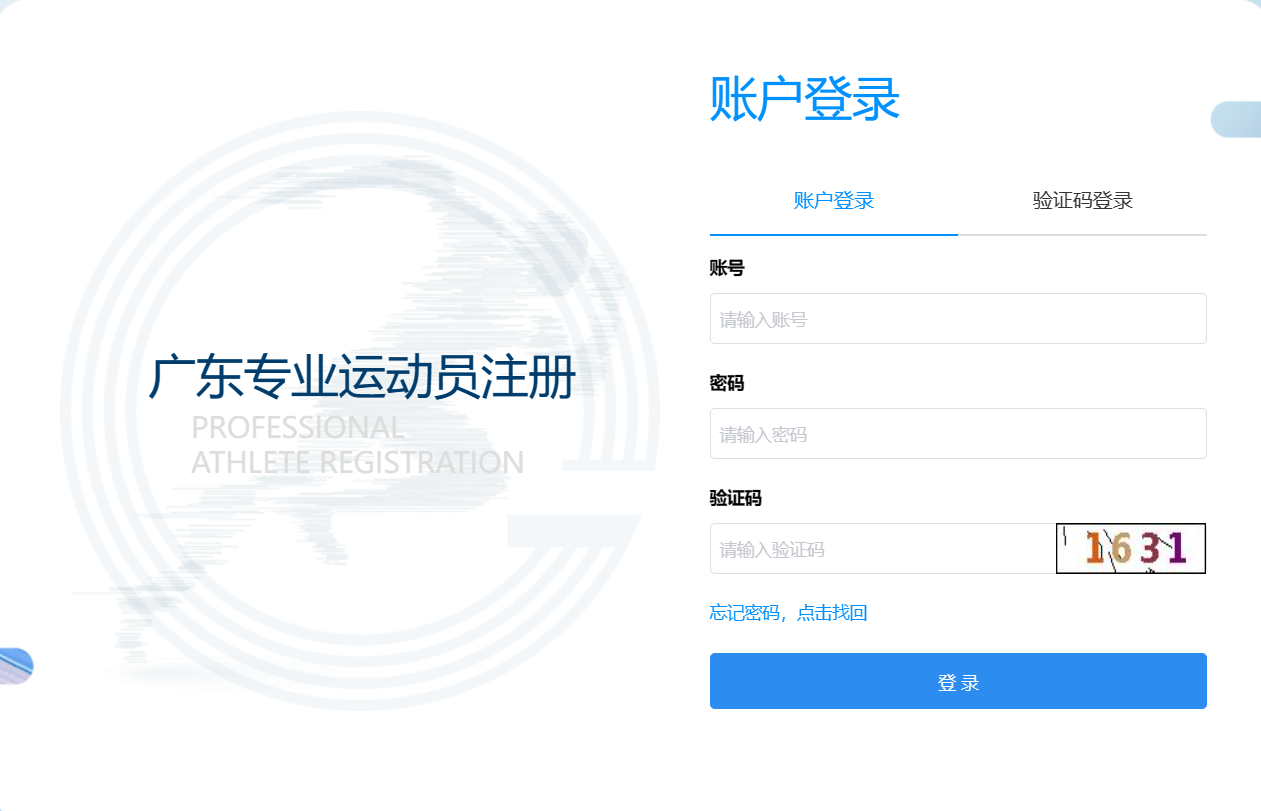 广东专业运动员注册
PROFESSIONAL
ATHLETE REGISTRATION
账户登录
账户登录
验证码登录
账号
请输入账号
密码
请输入密码
验证码
请输入验证码
1631
忘记密码，点击找回
登 录